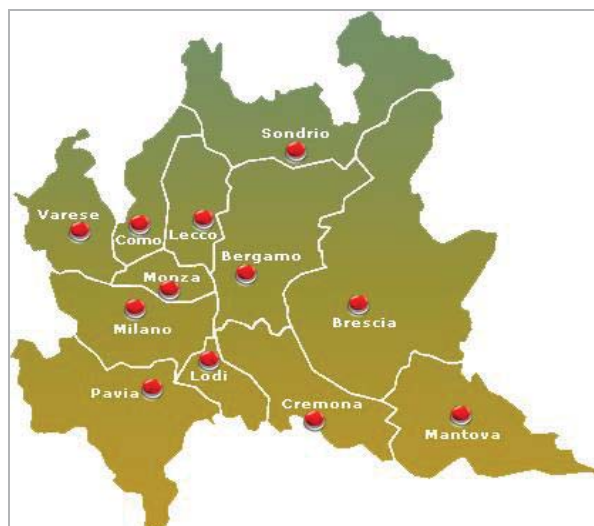 Sondrio
Varese
Como
Lecco
Bergamo
Monza
Milano
Brescia
Lodi
Pavia
Cremona
Mantova